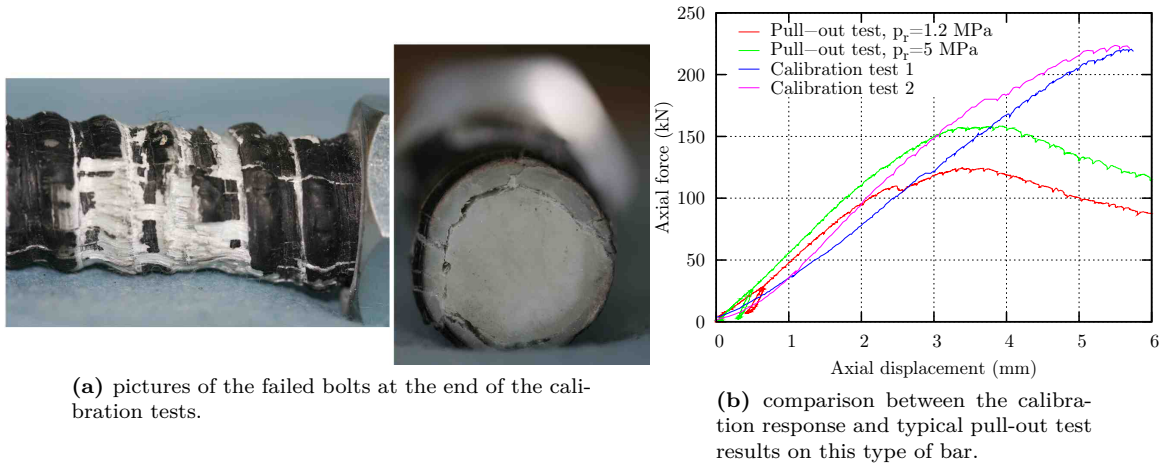 (a) pictures of the failed bolts at the end of the cali-
bration tests.
250
200
150
100
50
0
Axial force (kN)
Pull−out test, pr=1.2 MPa
Pull−out test, pr=5 MPa
Calibration test 1
Calibration test 2
0 1 2 3 4 5 6
Axial displacement (mm)
(b) comparison between the calibra-
tion response and typical pull-out test
results on this type of bar.